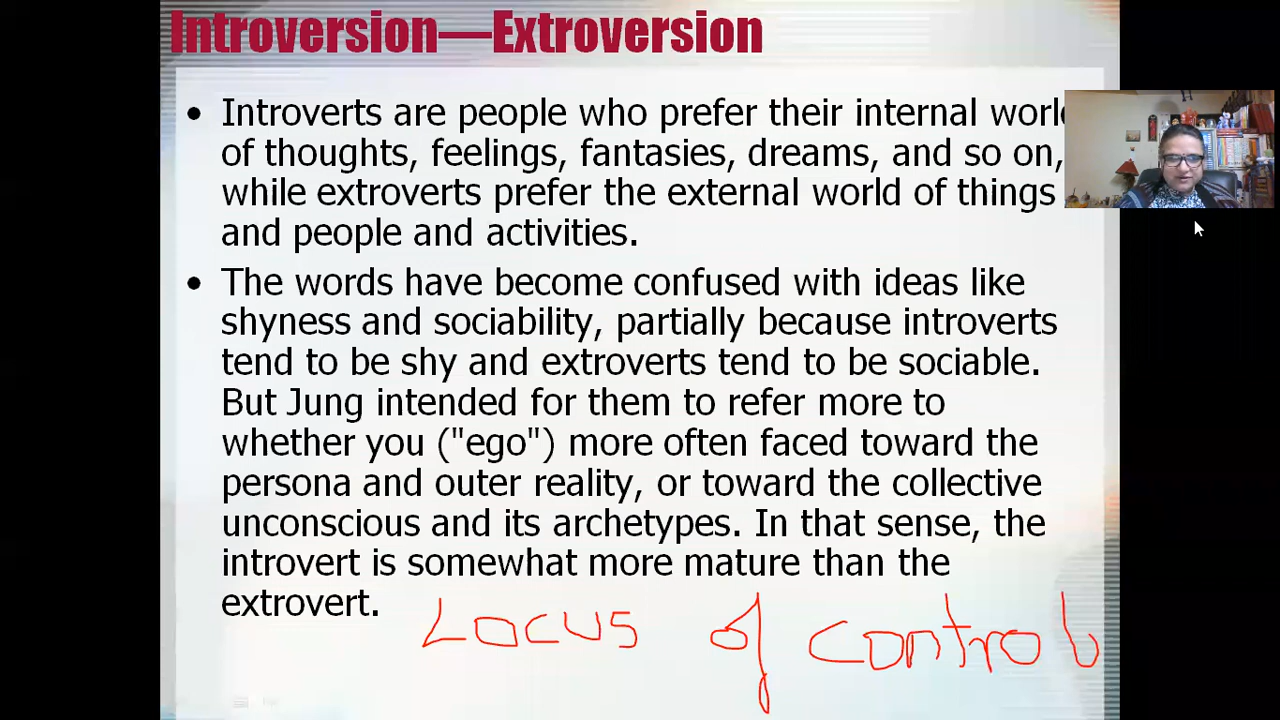 Introversion—Extroversion
• Introverts are people who prefer their internal world
of thoughts, feelings, fantasies, dreams, and so on,
while extroverts prefer the external world of things
and people and activities.
• The words have become confused with ideas like
shyness and sociability, partially because introverts
tend to be shy and extroverts tend to be sociable.
But Jung intended for them to refer more to
whether you ("ego") more often faced toward the
persona and outer reality, or toward the collective
unconscious and its archetypes. In that sense, the
introvert is somewhat more mature than the
extrovert.
Locus of control